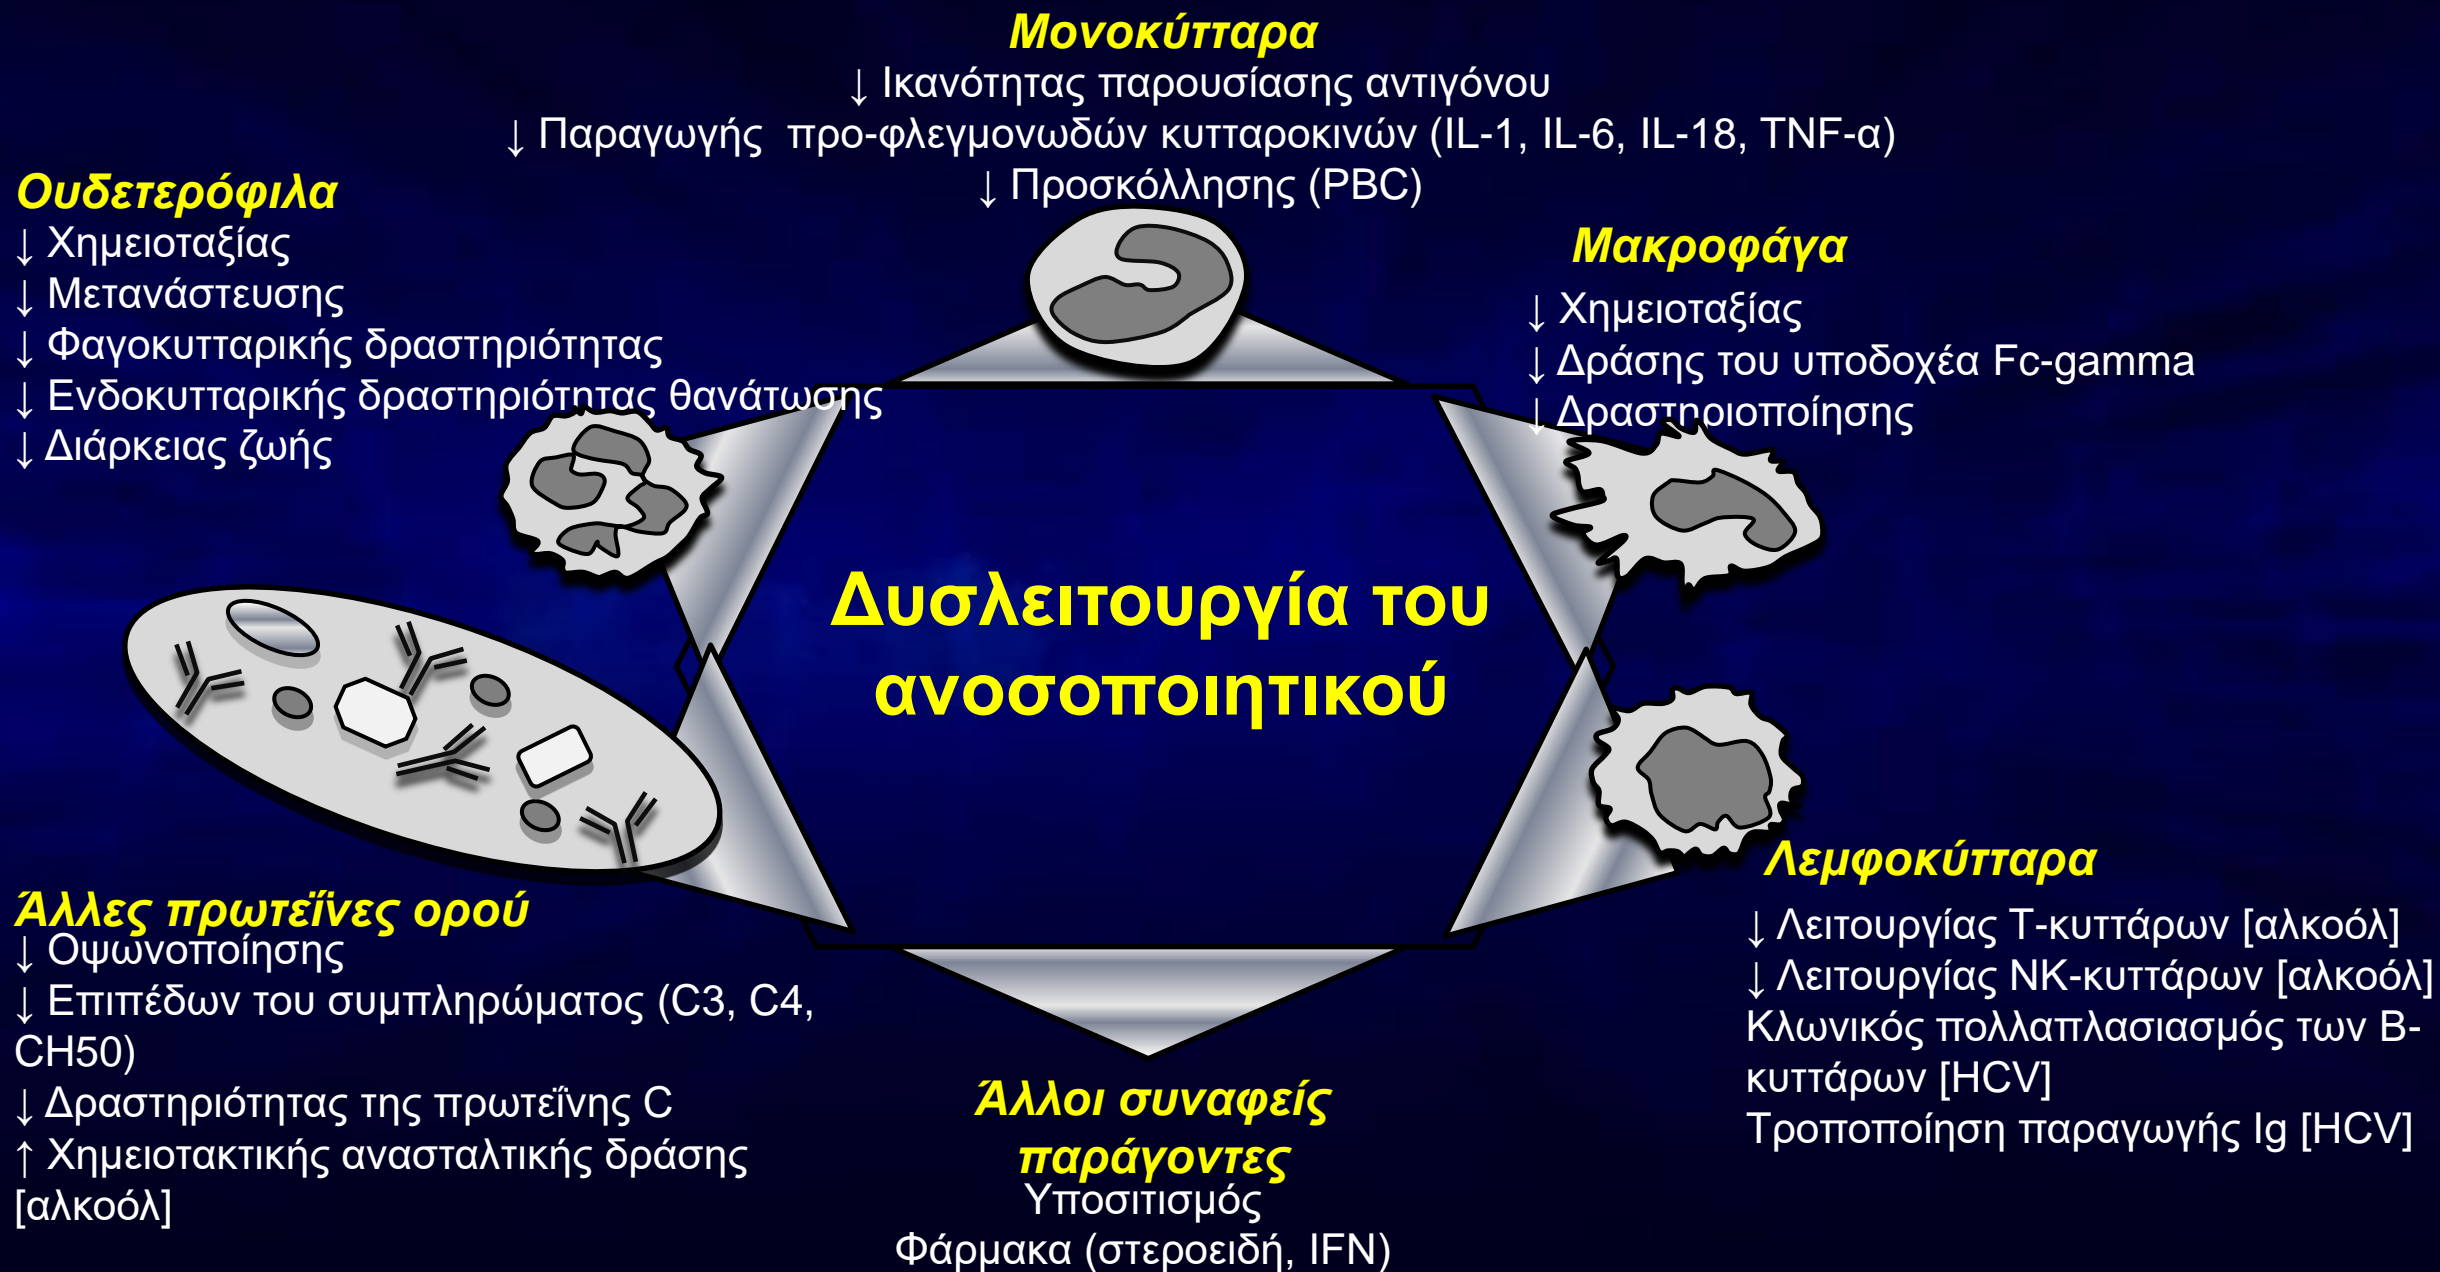 Μονοκύτταρα
↓ Ικανότητας παρουσίασης αντιγόνου
↓ Παραγωγής προ-φλεγμονωδών κυτταροκινών (IL-1, IL-6, IL-18, TNF-α)
↓ Προσκόλλησης (PBC)
Ουδετερόφιλα
↓ Χημειοταξίας
↓ Μετανάστευσης
↓ Φαγοκυτταρικής δραστηριότητας
↓ Ενδοκυτταρικής δραστηριότητας θανάτωσης
↓ Διάρκειας ζωής
Μακροφάγα
↓ Χημειοταξίας
↓ Δράσης του υποδοχέα Fc-gamma
↓ Δραστηριοποίησης
Δυσλειτουργία του
ανοσοποιητικού
Άλλες πρωτεΐνες ορού
↓ Οψωνοποίησης
↓ Επιπέδων του συμπληρώματος (C3, C4,
CH50)
↓ Δραστηριότητας της πρωτεΐνης C
↑ Χημειοτακτικής ανασταλτικής δράσης
[αλκοόλ]
Άλλοι συναφείς
παράγοντες
Υποσιτισμός
Φάρμακα (στεροειδή, IFN)
Λεμφοκύτταρα
↓ Λειτουργίας Τ-κυττάρων [αλκοόλ]
↓ Λειτουργίας ΝΚ-κυττάρων [αλκοόλ]
Κλωνικός πολλαπλασιασμός των Β-
κυττάρων [HCV]
Τροποποίηση παραγωγής Ig [HCV]